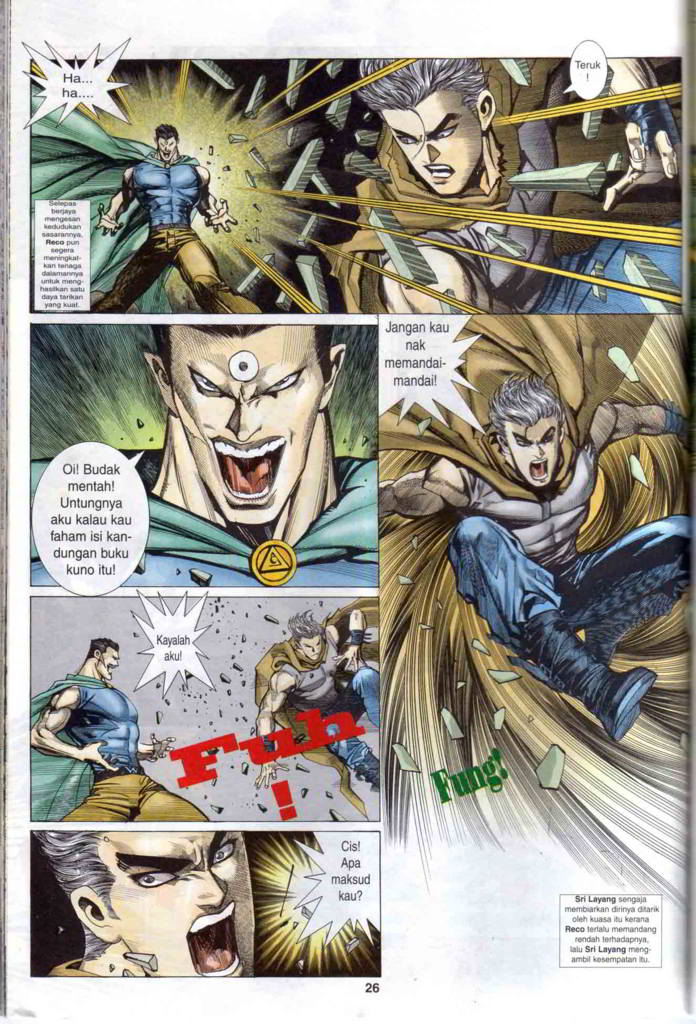 Ha...
ha....
Teruk
!
Selepas
berjaya
mengesan
kedudukan
sasarannya,
Reco pun
segera
meningkat-
kan tenaga
dalamannya
untuk meng-
hasilkan satu
daya tarikan
yang kuat.
Oi! Budak
mentah!
Untungnya
aku kalau kau
faham isi kan-
dungan buku
kuno itu!
Jangan kau
nak
memandai-
mandai!
Kayalah
aku!
Fuh
!
Fung!
Cis!
Apa
maksud
kau?
Sri Layang sengaja
membiarkan dirinya ditarik
oleh kuasa itu kerana
Reco terlalu memandang
rendah terhadapnya,
lalu Sri Layang meng-
ambil kesempatan itu.
26